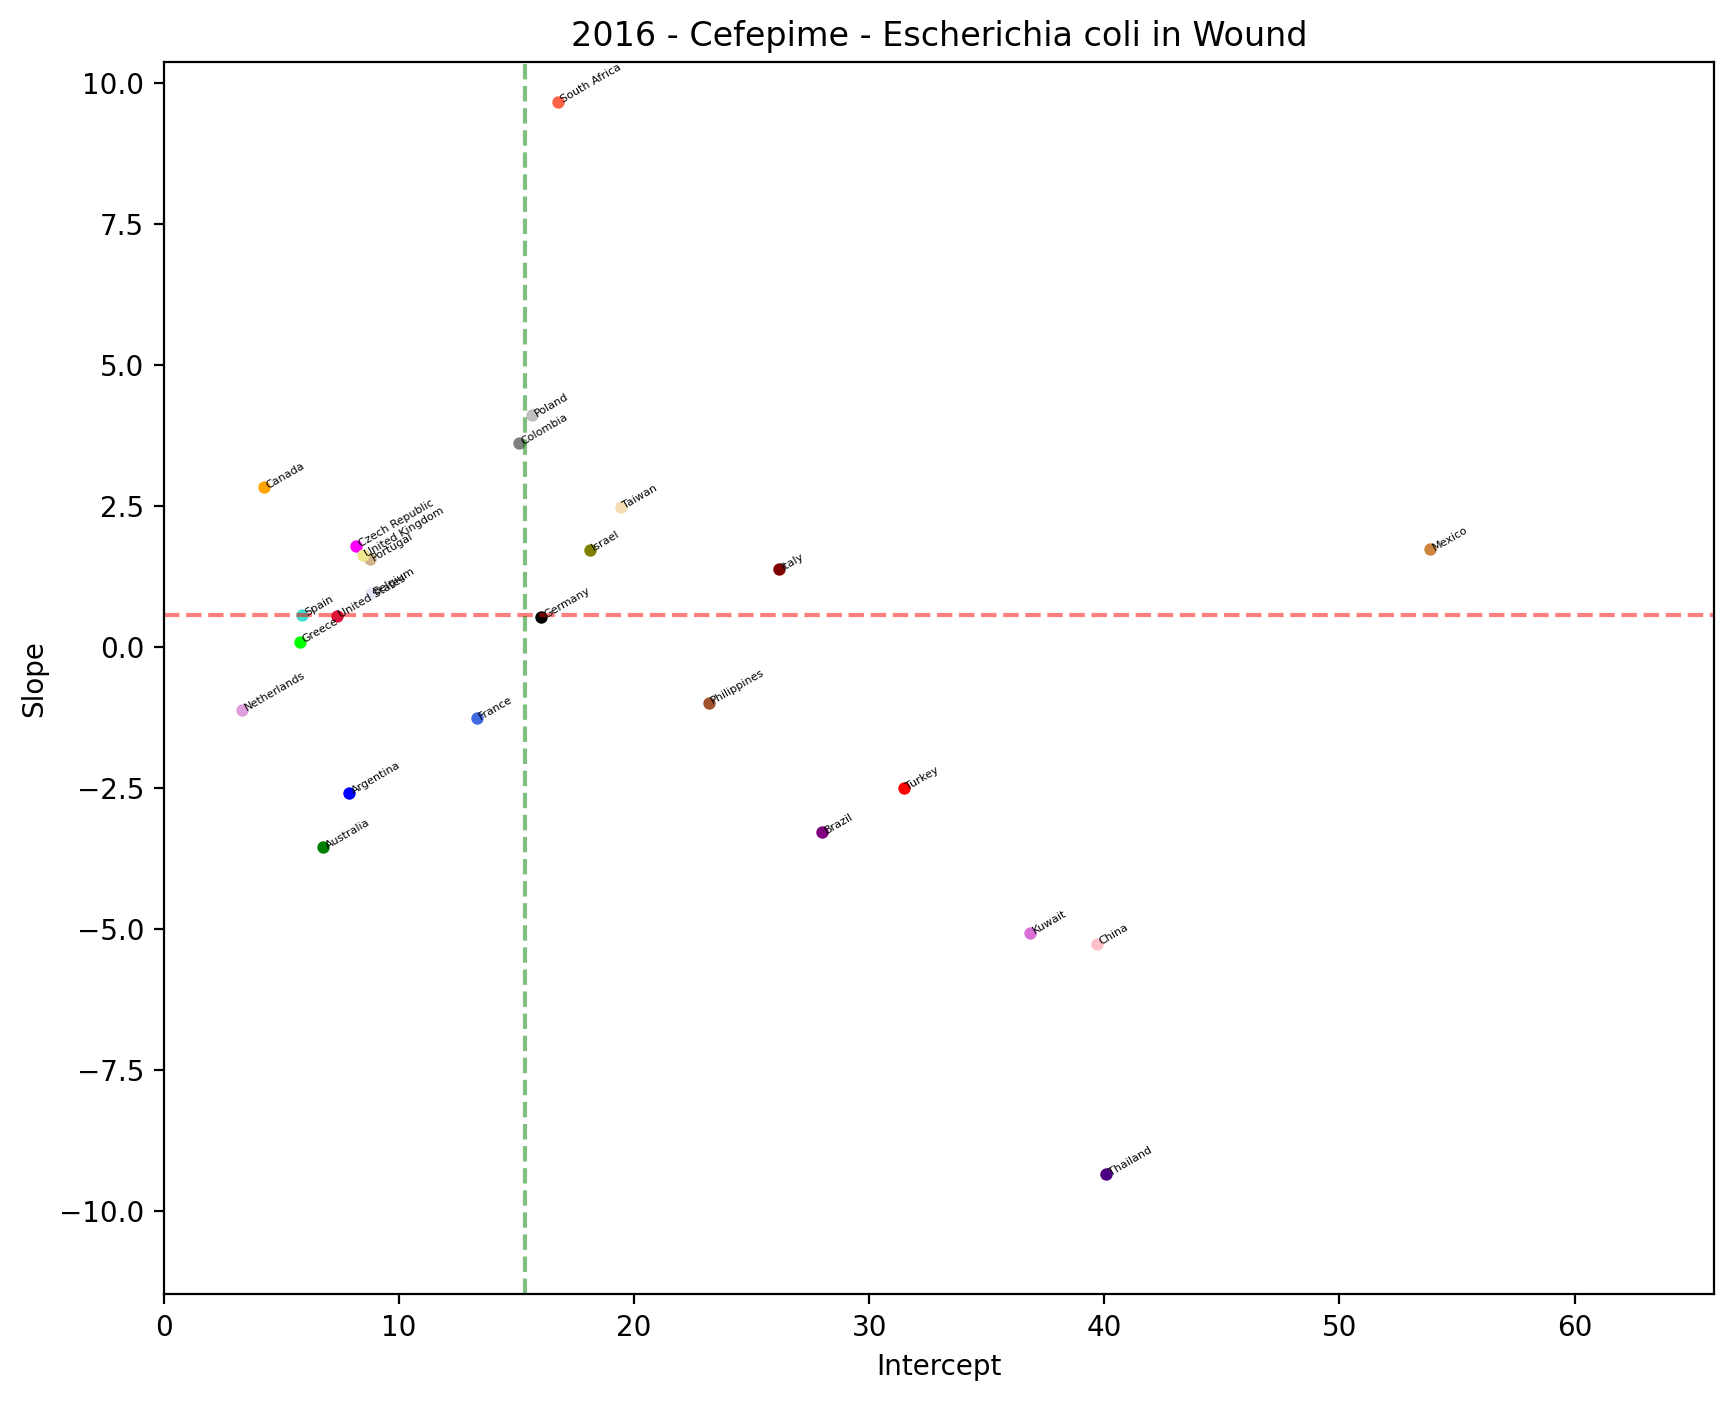 2016 - Cefepime - Escherichia coli in Wound
10.0
South Africa
7.5
5.0
Poland
Colombia
Canada
2.5
Taiwan
Czech Republic
United Kingdom
Portugal
Israel
Mexico
Italy
Belgium
United States
Spain
Germany
Greece
0.0
Netherlands
Philippines
France
Slope
Argentina
Turkey
−2.5
Brazil
Australia
Kuwait
China
−5.0
−7.5
Thailand
−10.0
0 10 20 30 40 50 60
Intercept